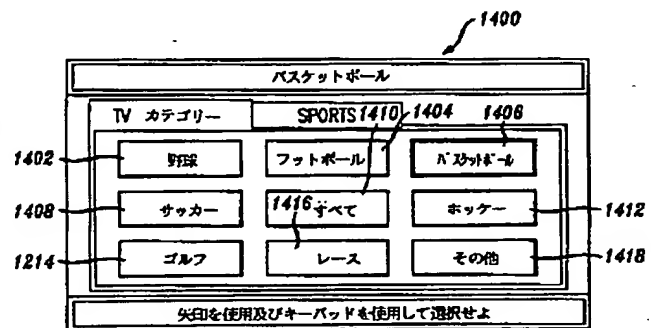 1400
バスケットボール
TV カテゴリー SPORTS 1410 1404 1406
1402 野球 フットボール バスケットボール
1408 サッカー 1416 すべて ホッケー 1412
1214 ゴルフ レース その他 1418
矢印を使用及びキーパッドを使用して選択せよ